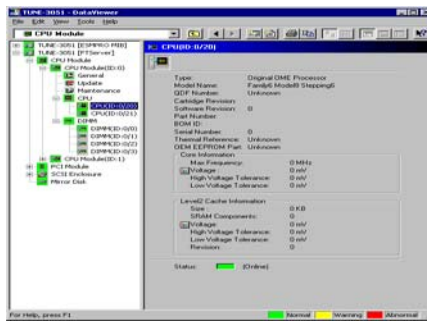 TUNE-3051 - DataViewer
File Edit View Tools Help
CPU Module
TUNE-3051 [ESMPRO MIB]
TUNE-3051 [FTServer]
CPU Module
CPU Module(ID:0)
General
Update
Maintenance
CPU
CPU(ID:0/20)
CPU(ID:0/21)
DIMM
DIMM(ID:0/0)
DIMM(ID:0/1)
DIMM(ID:0/2)
DIMM(ID:0/3)
CPU Module(ID:1)
PCI Module
SCSI Enclosure
Mirror Disk
CPU(ID:0/20)
Type: Original OME Processor
Model Name: Family6 Model8 Stepping6
QDF Number: Unknown
Cartridge Revision:
Software Revision: 0
Part Number:
BOM ID:
Serial Number: 0
Thermal Reference: Unknown
OEM EEPROM Part: Unknown
Core Information
Max Frequency: 0 MHz
Voltage: 0 mV
High Voltage Tolerance: 0 mV
Low Voltage Tolerance: 0 mV
Level2 Cache Information
Size: 0 KB
SRAM Components: 0
Voltage: 0 mV
High Voltage Tolerance: 0 mV
Low Voltage Tolerance: 0 mV
Revision: 0
Status: (Online)
For Help, press F1
Normal Warning Abnormal